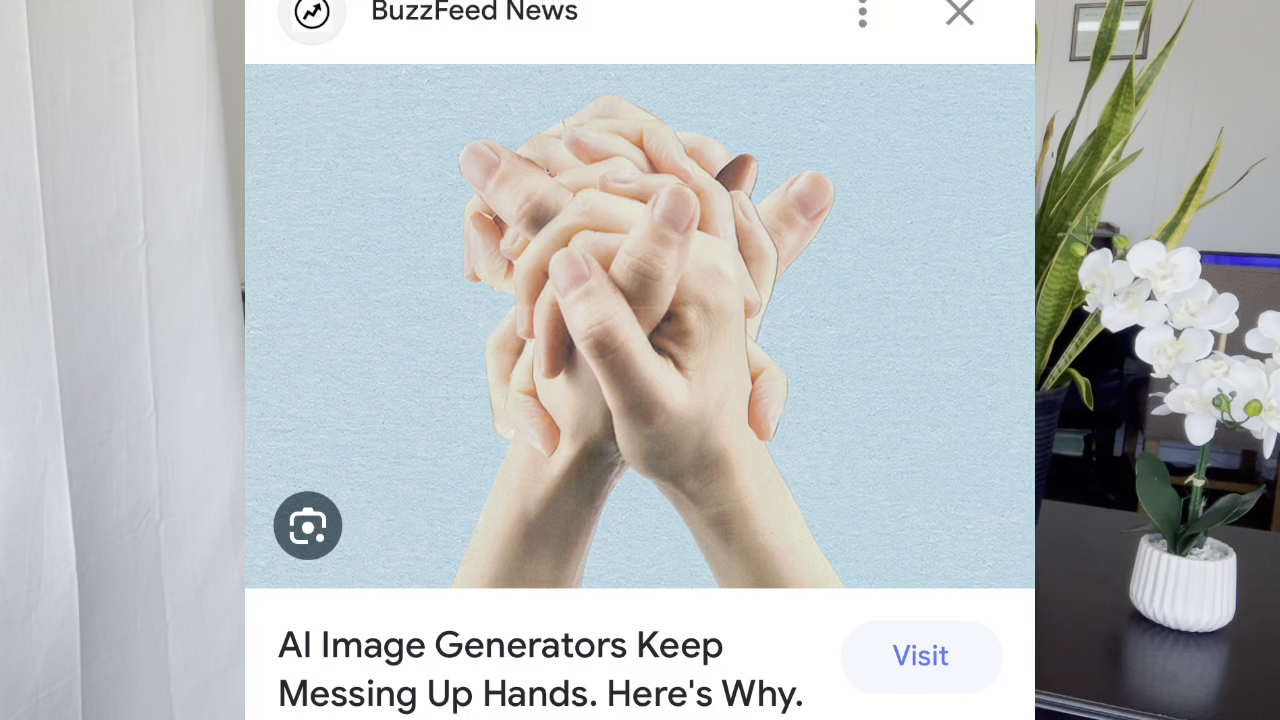 BuzzFeed News
AI Image Generators Keep
Messing Up Hands. Here's Why.
Visit